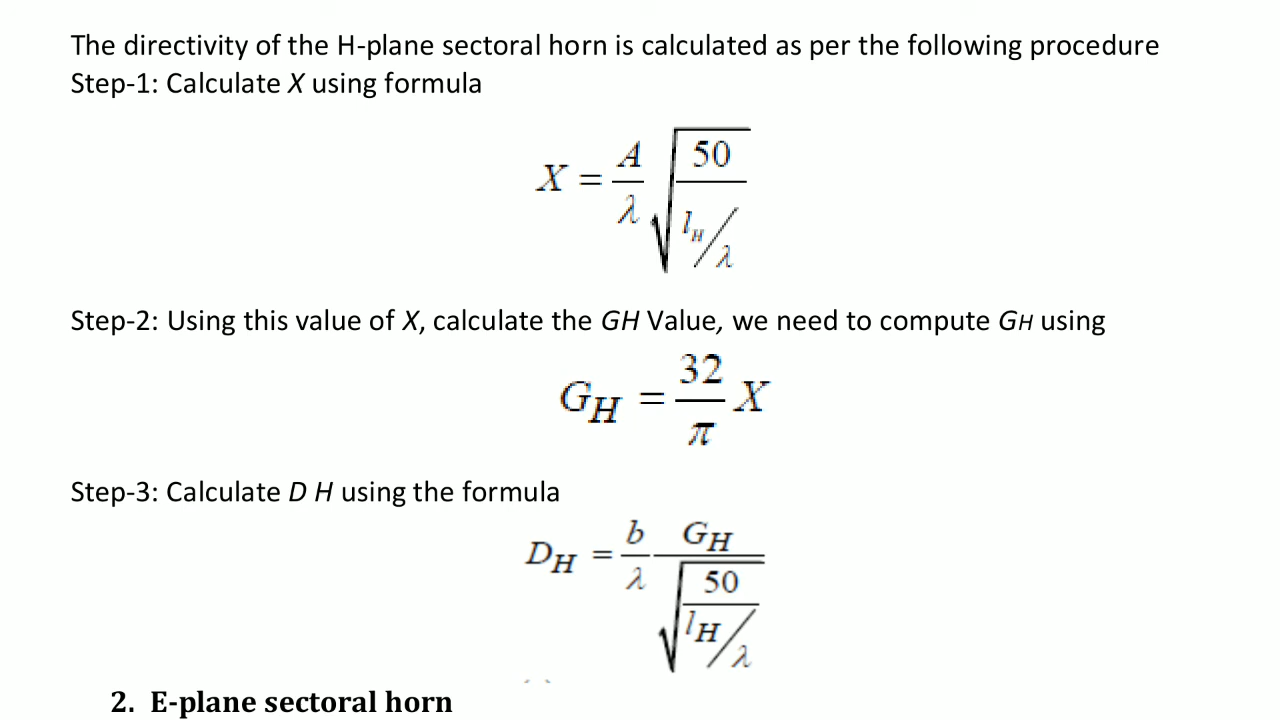 The directivity of the H-plane sectoral horn is calculated as per the following procedure
Step-1: Calculate X using formula
X = A/λ √(50/(l_H/λ))
Step-2: Using this value of X, calculate the GH Value, we need to compute GH using
G_H = 32/π X
Step-3: Calculate D H using the formula
D_H = b/λ G_H/√(50/(l_H/λ))
2. E-plane sectoral horn